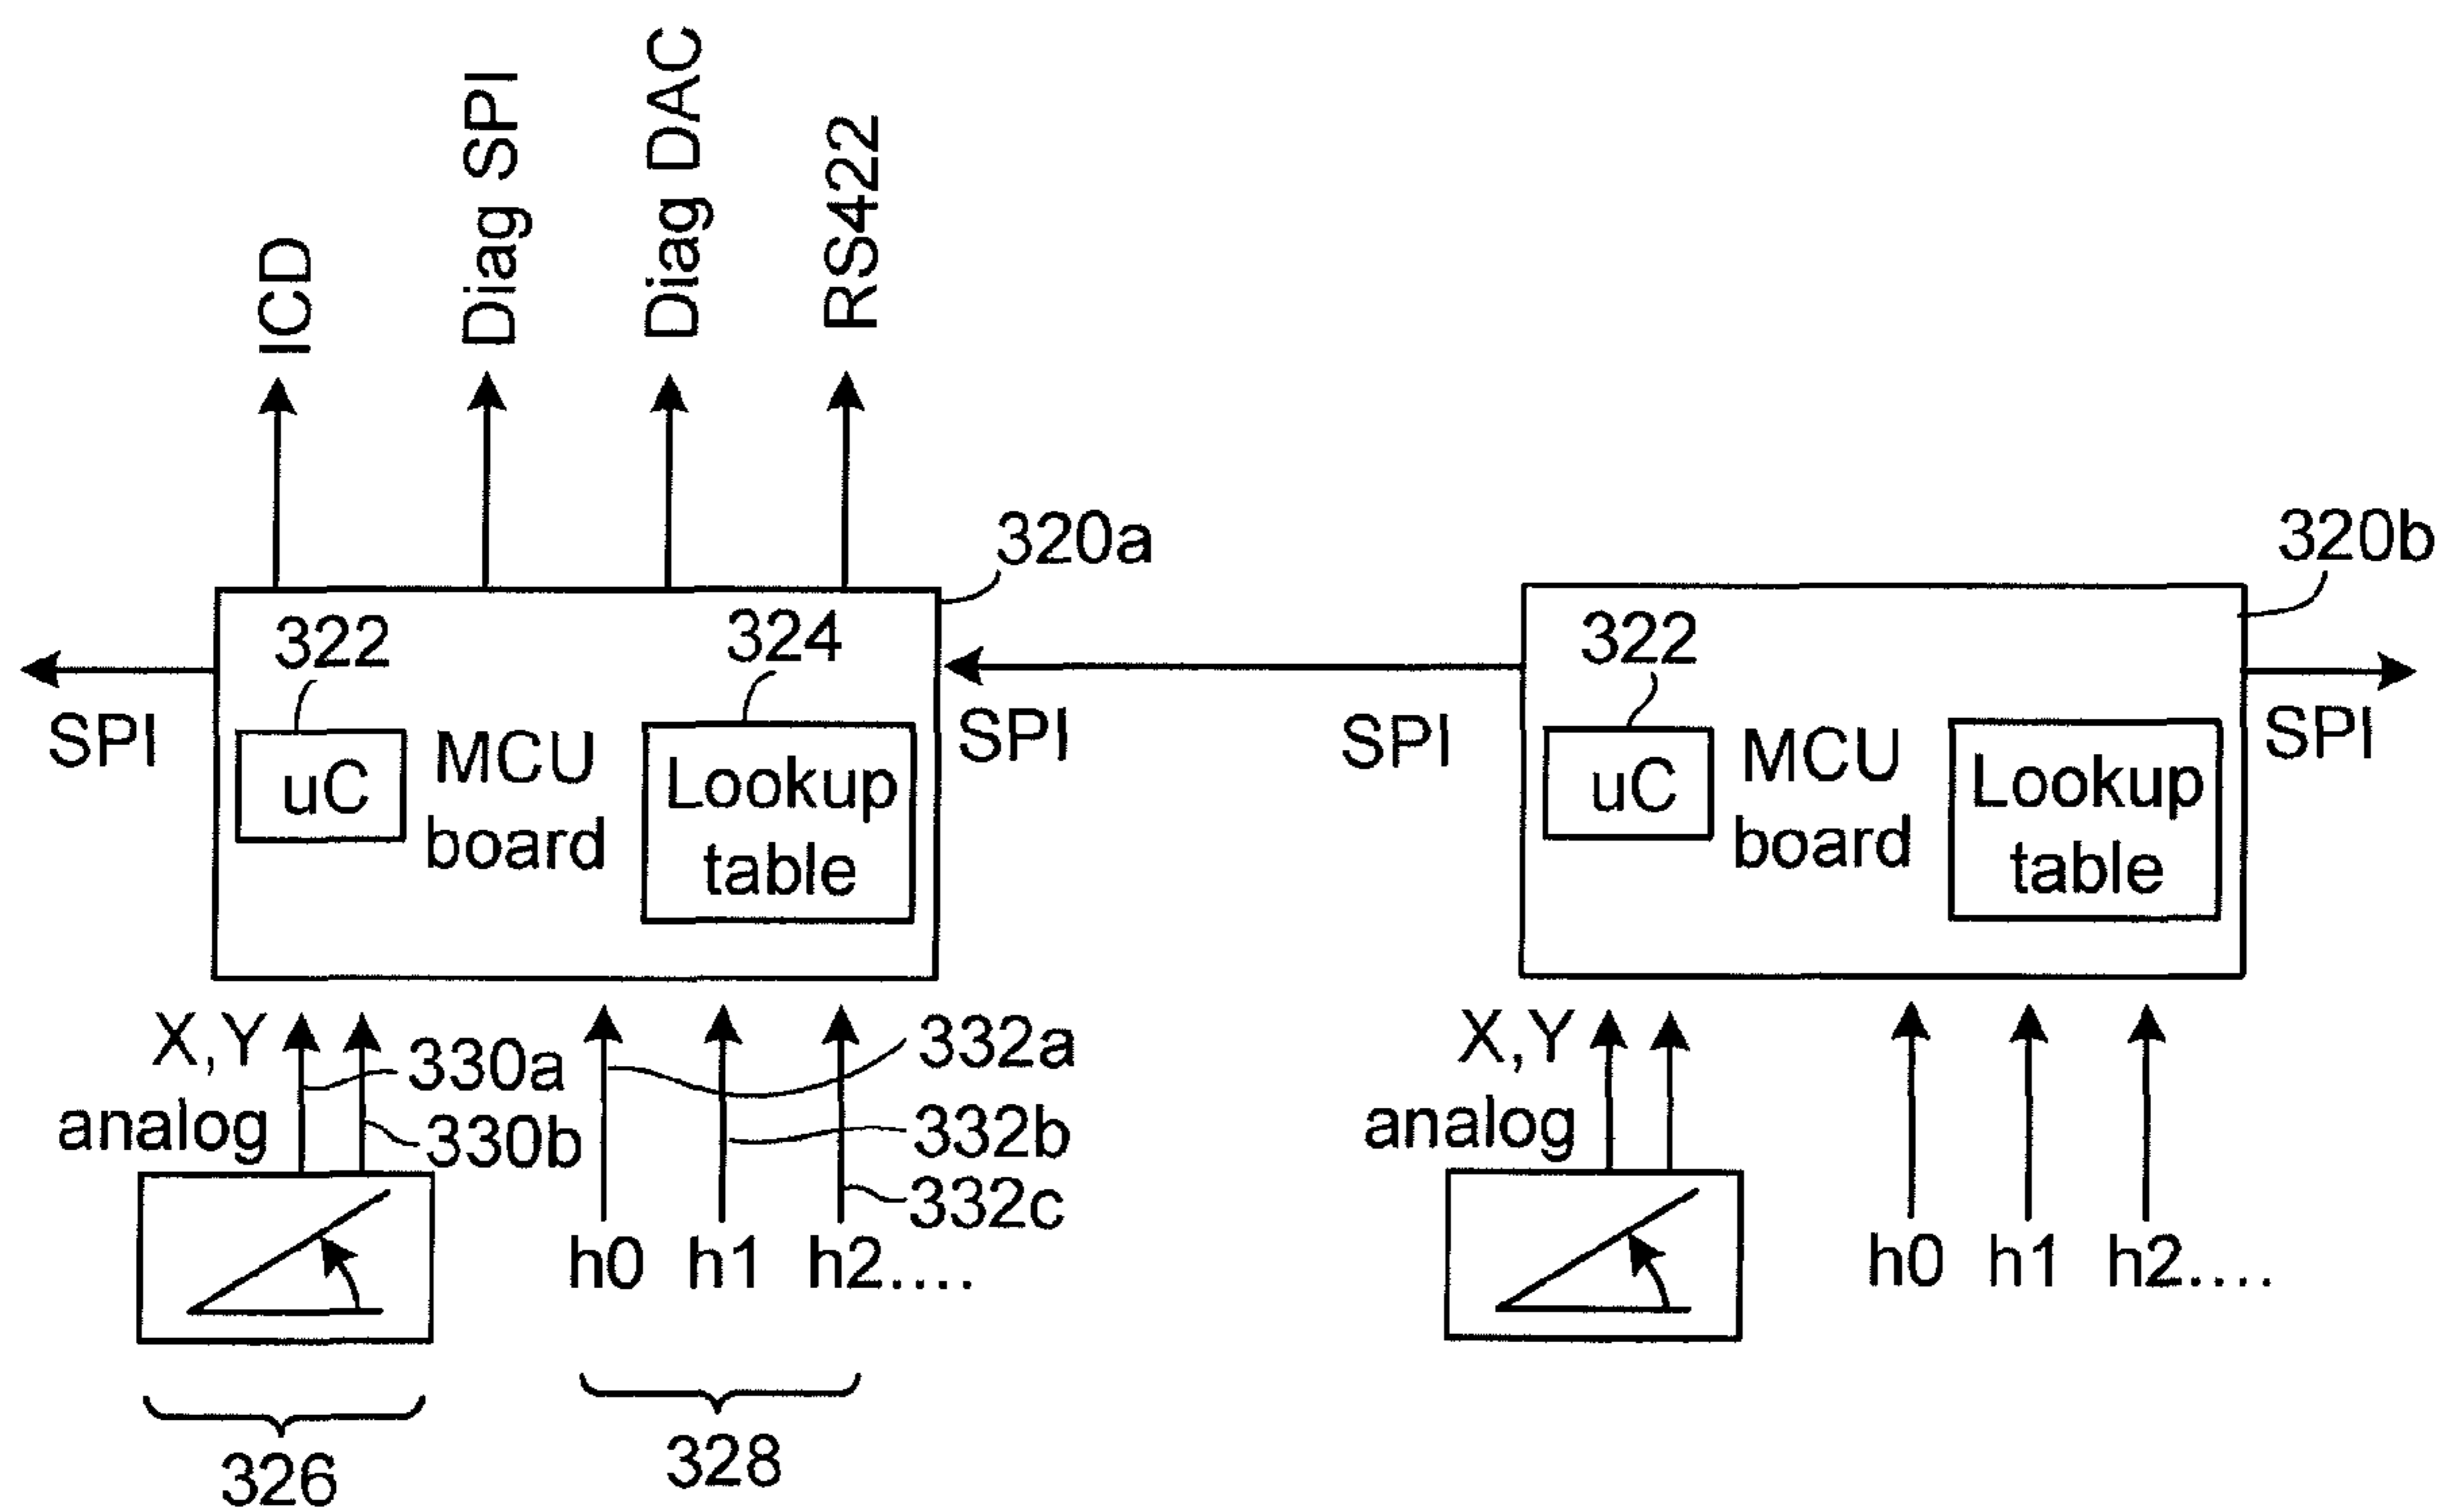 ICD
Diag SPI
Diag DAC
RS422
320a
320b
322
324
322
SPI
uC
MCU
board
Lookup
table
SPI
SPI
uC
MCU
board
Lookup
table
SPI
X,Y
analog
330a
330b
332a
332b
332c
h0
h1
h2....
X,Y
analog
h0
h1
h2....
326
328